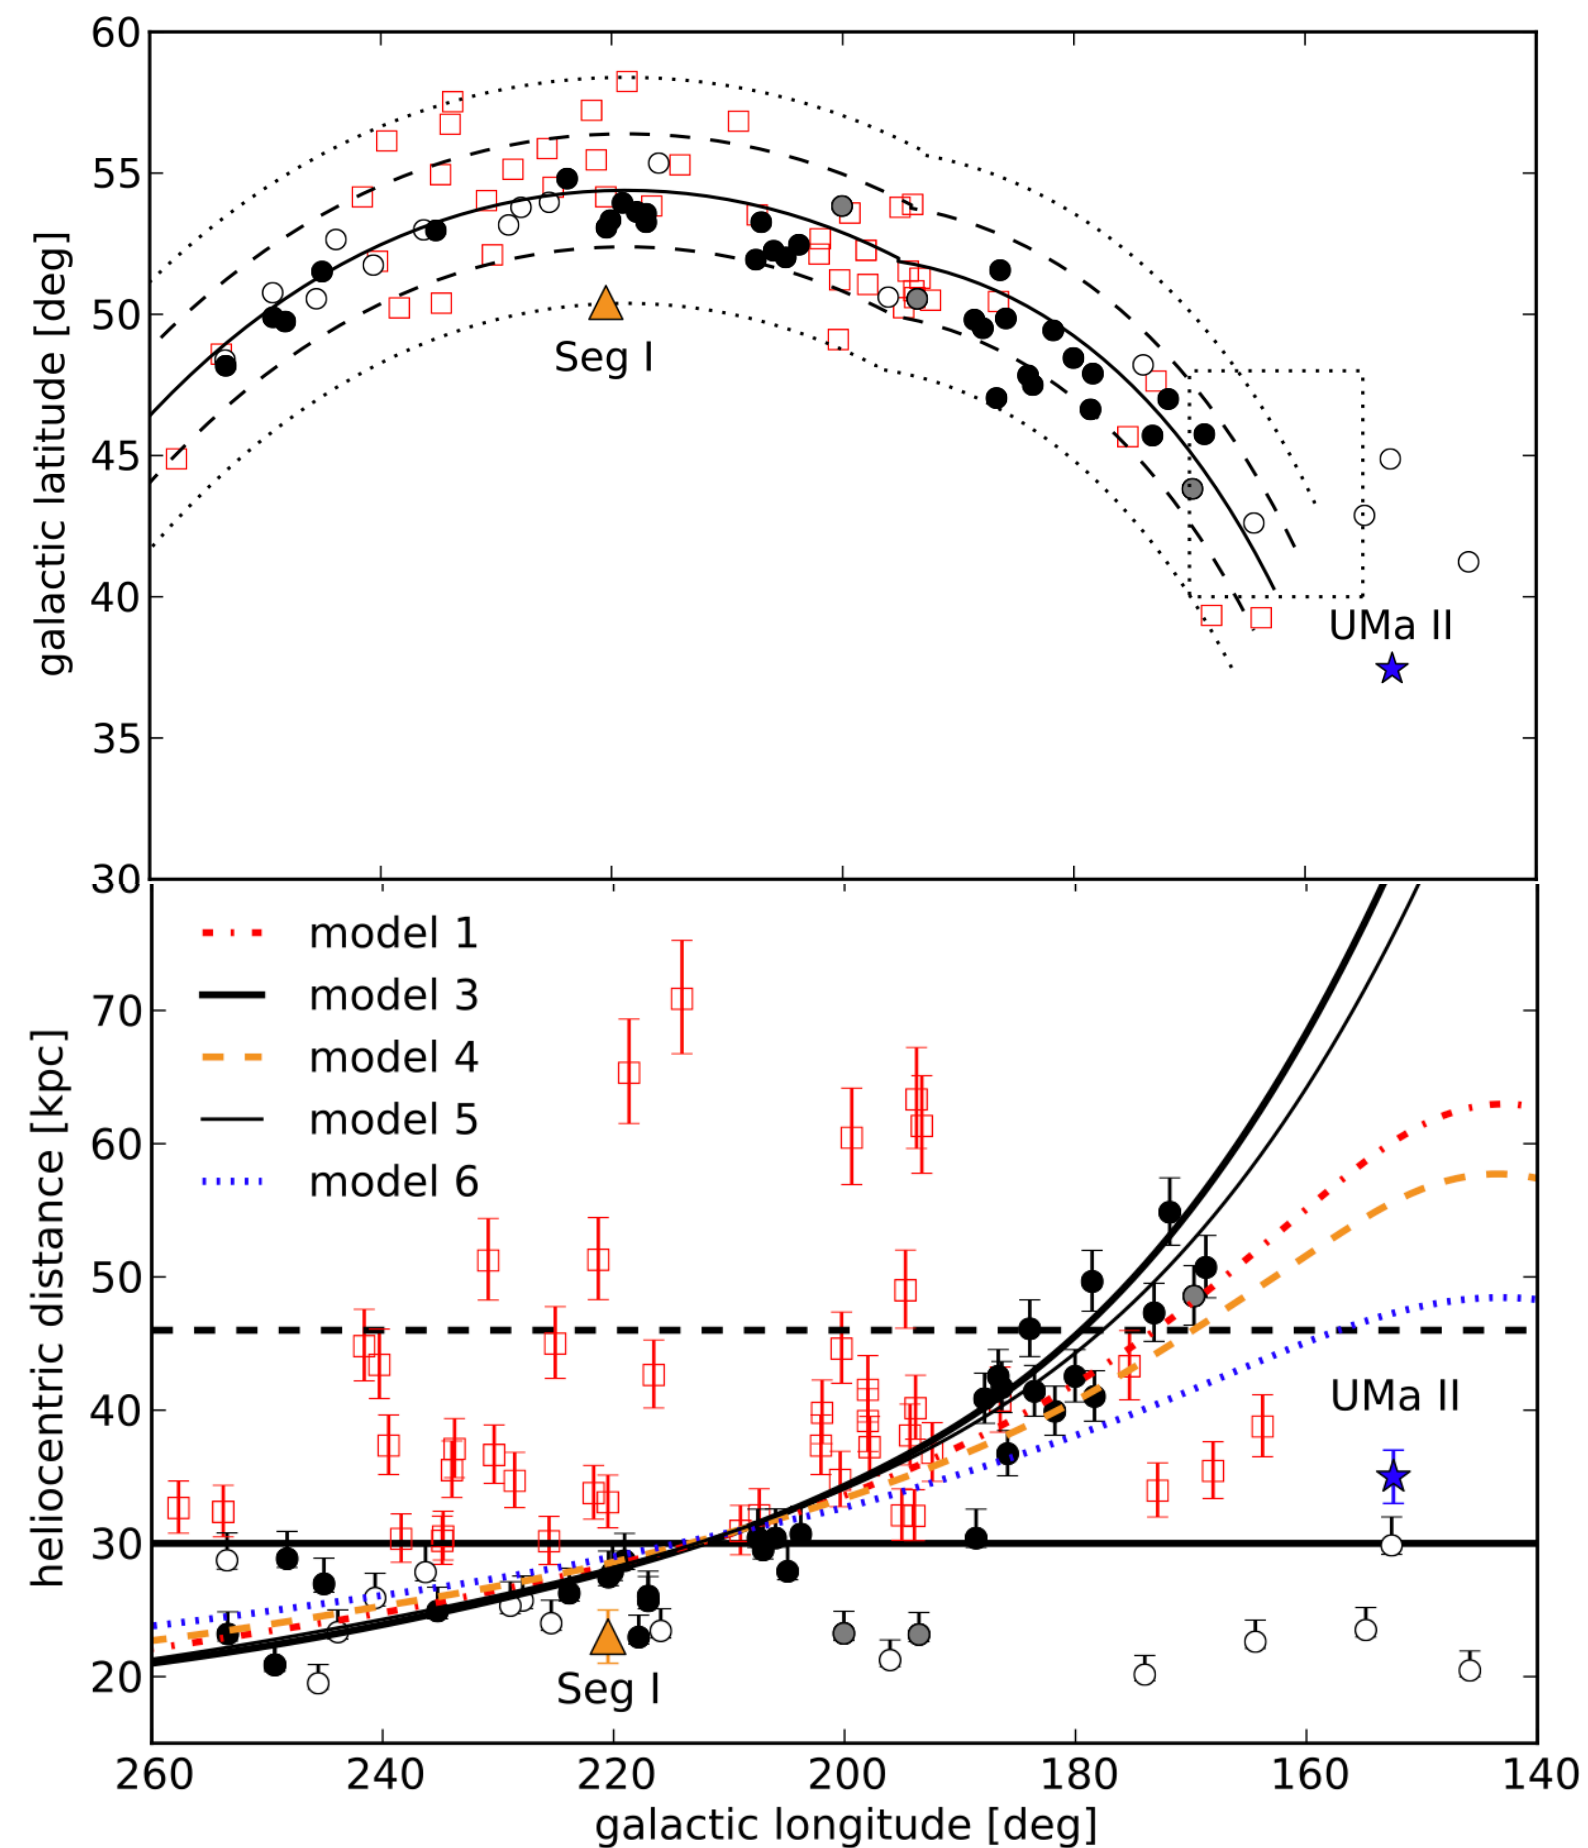 60
55
50
45
40
35
30
galactic latitude [deg]
Seg I
UMa II
model 1
model 3
model 4
model 5
model 6
70
60
50
40
30
20
heliocentric distance [kpc]
UMa II
Seg I
260 240 220 200 180 160 140
galactic longitude [deg]